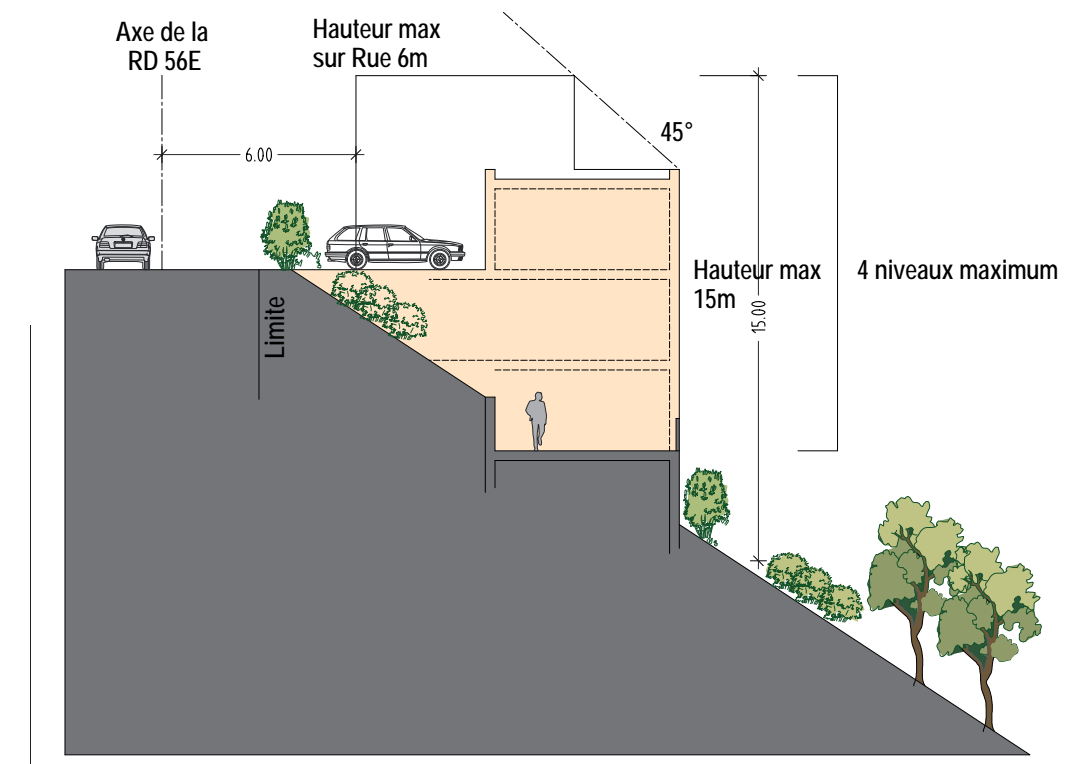 Axe de la
RD 56E
Hauteur max
sur Rue 6m
45°
6.00
Hauteur max
15m
15.00
4 niveaux maximum
Limite